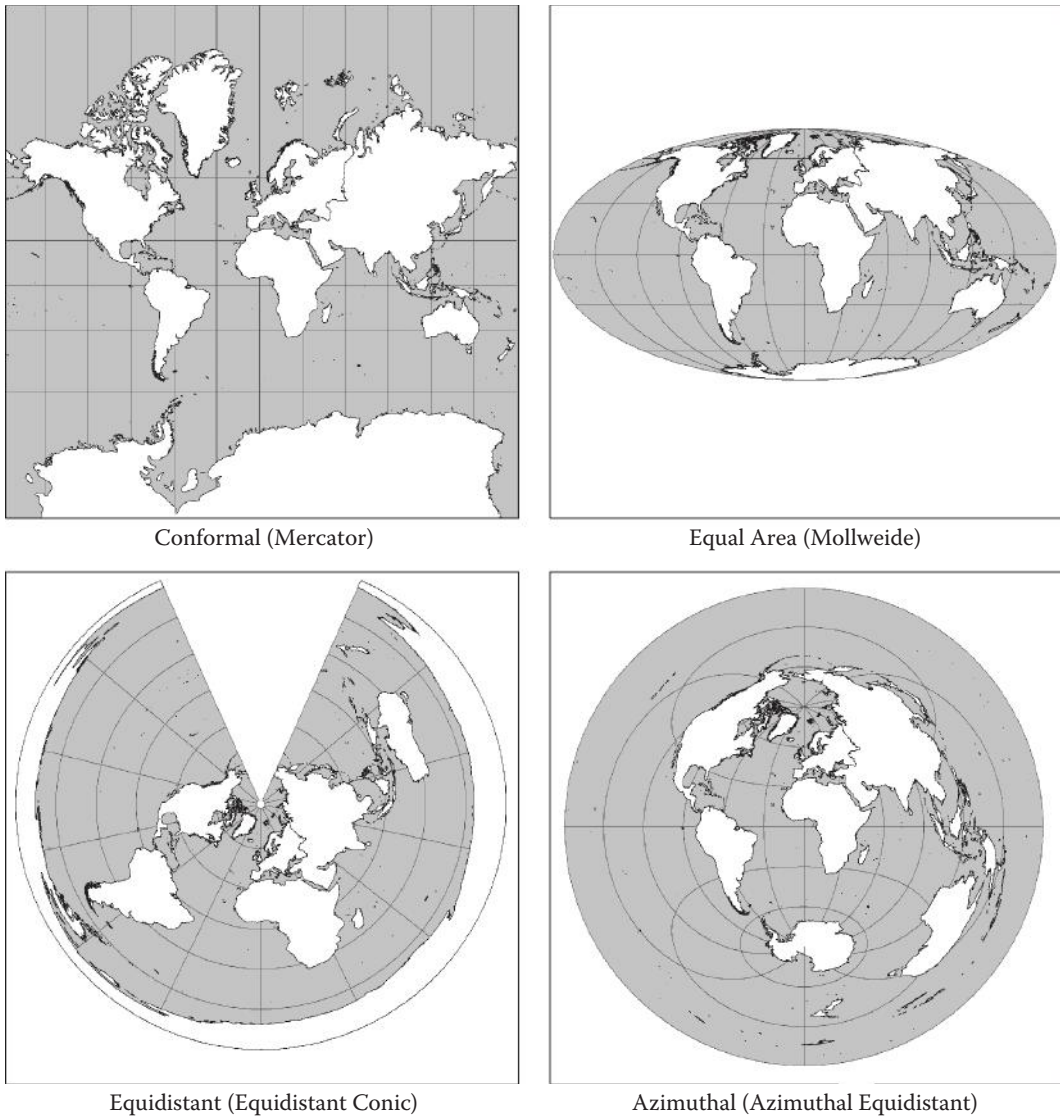 Conformal (Mercator)
Equal Area (Mollweide)
Equidistant (Equidistant Conic)
Azimuthal (Azimuthal Equidistant)